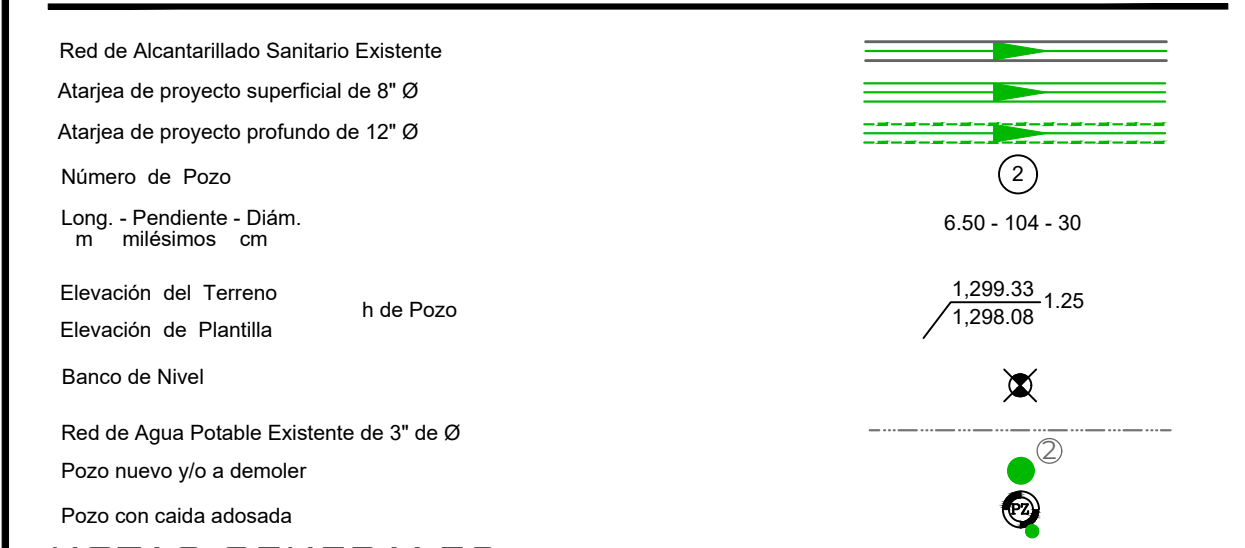 Red de Alcantarillado Sanitario Existente
Atarjea de proyecto superficial de 8" Ø
Atarjea de proyecto profundo de 12" Ø
Número de Pozo
2
Long. - Pendiente - Diám.
m milésimos cm
6.50 - 104 - 30
Elevación del Terreno
Elevación de Plantilla
h de Pozo
1,299.33
1,298.08
1.25
Banco de Nivel
Red de Agua Potable Existente de 3" de Ø
2
Pozo nuevo y/o a demoler
Pozo con caida adosada
PZ